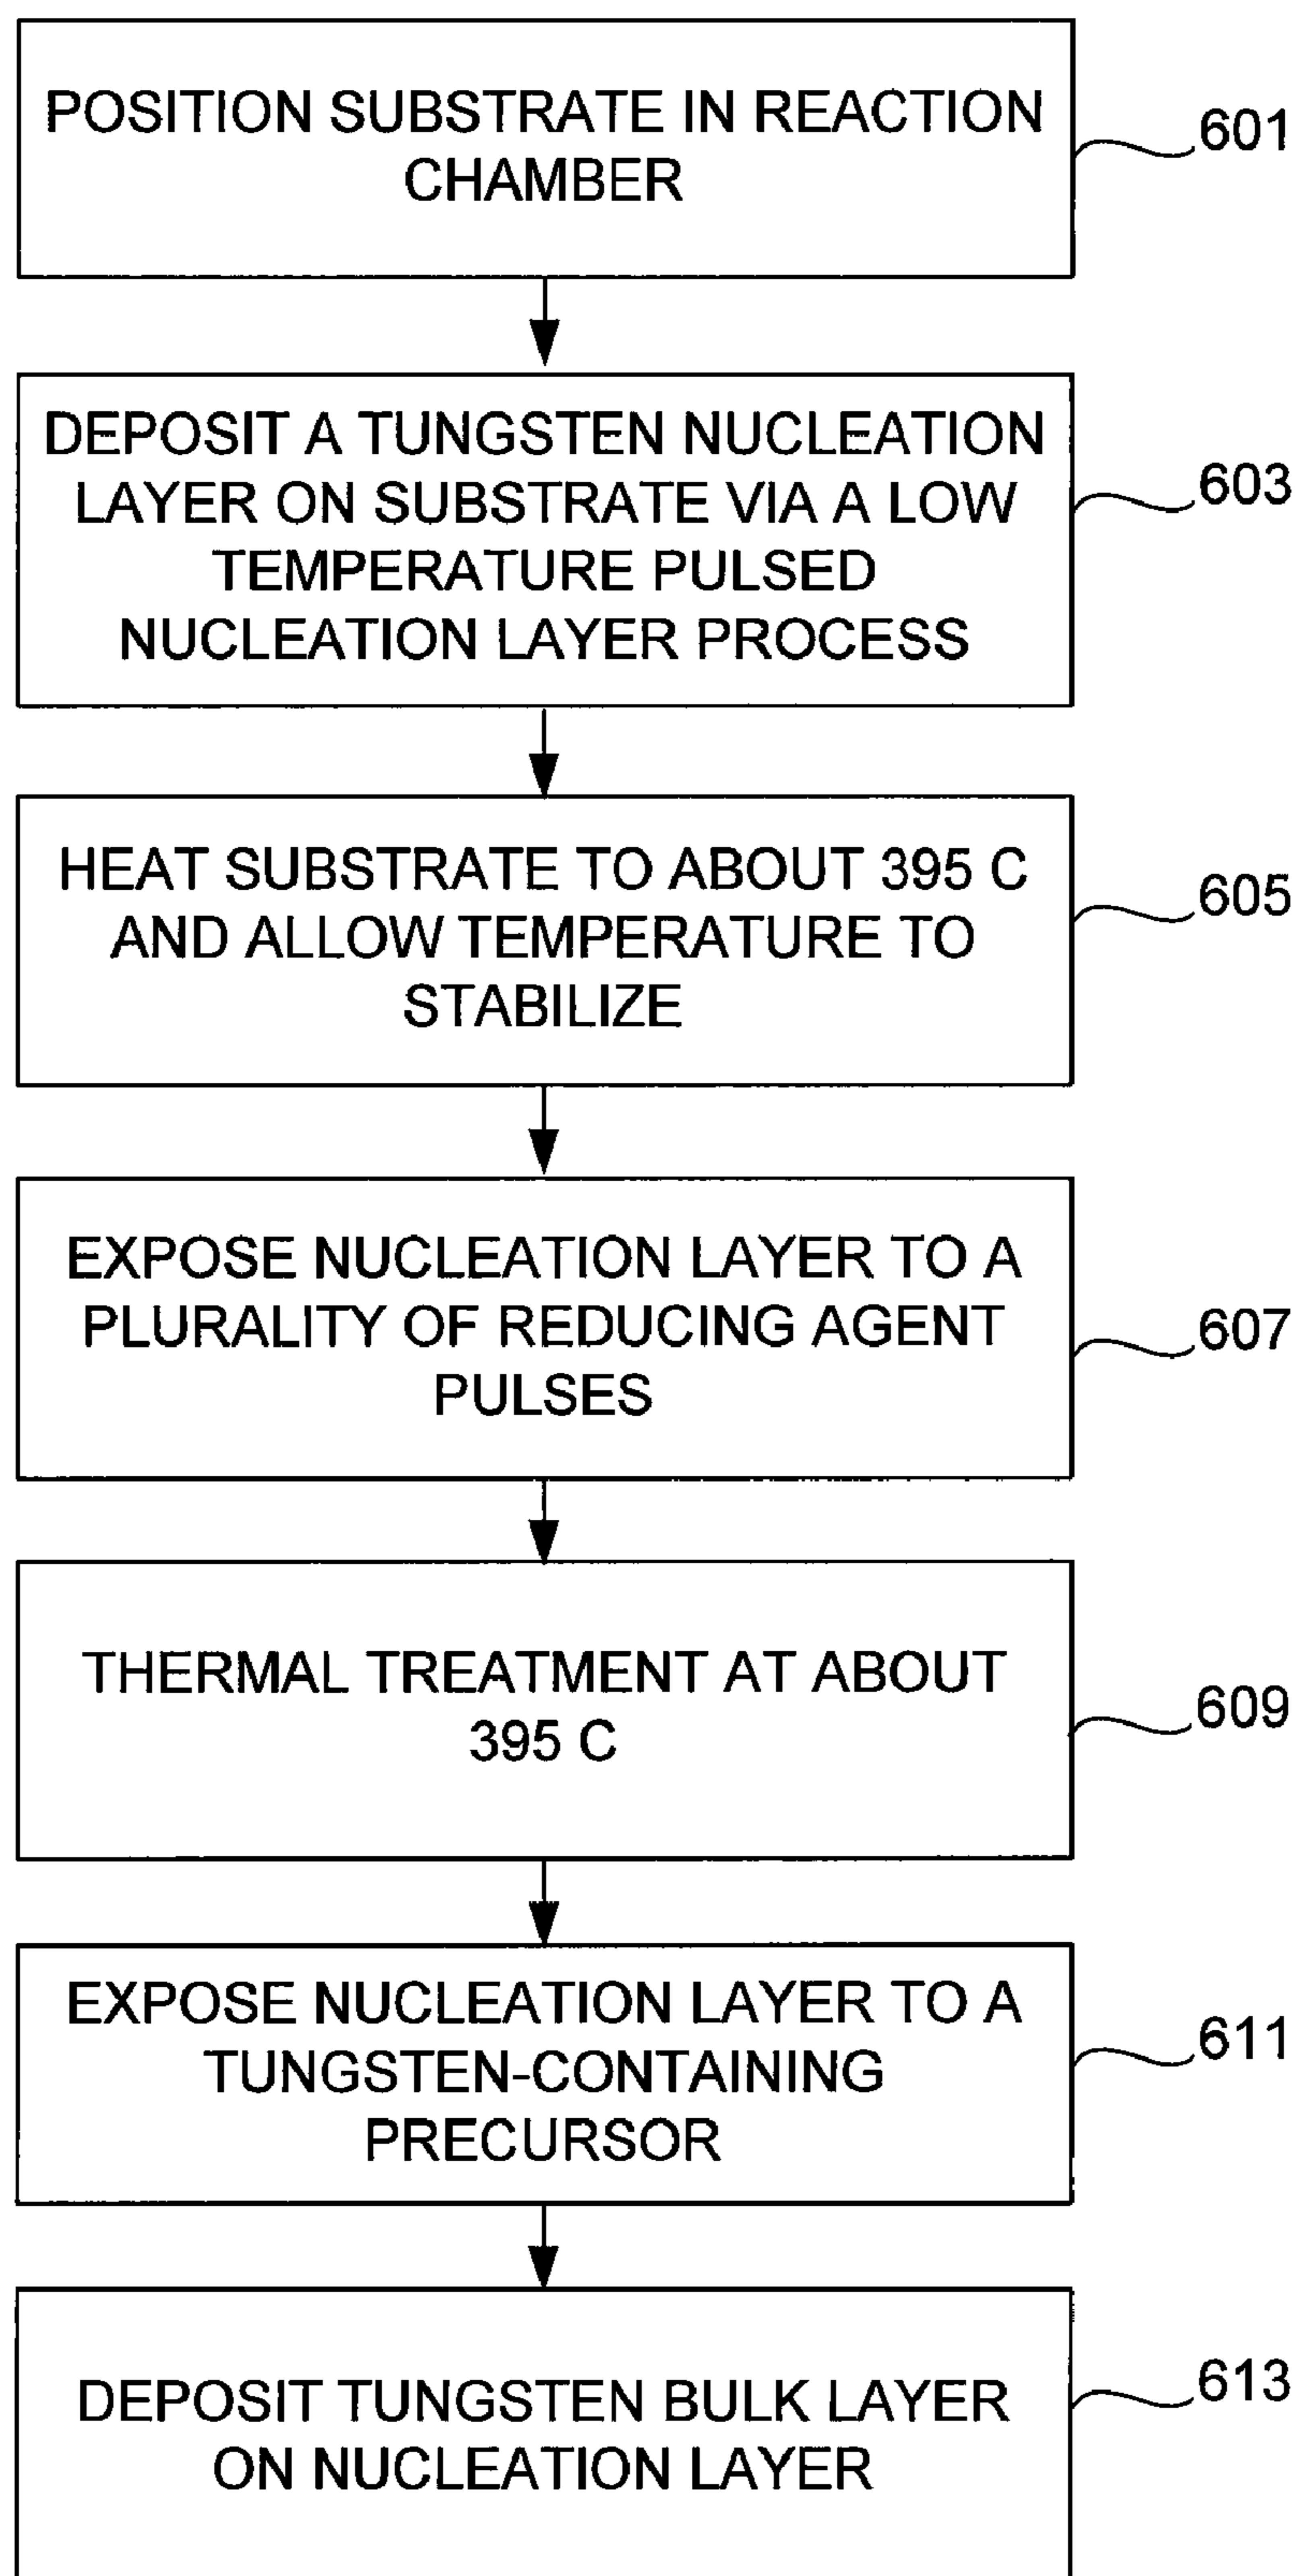 POSITION SUBSTRATE IN REACTION
CHAMBER
601
DEPOSIT A TUNGSTEN NUCLEATION
LAYER ON SUBSTRATE VIA A LOW
TEMPERATURE PULSED
NUCLEATION LAYER PROCESS
603
HEAT SUBSTRATE TO ABOUT 395 C
AND ALLOW TEMPERATURE TO
STABILIZE
605
EXPOSE NUCLEATION LAYER TO A
PLURALITY OF REDUCING AGENT
PULSES
607
THERMAL TREATMENT AT ABOUT
395 C
609
EXPOSE NUCLEATION LAYER TO A
TUNGSTEN-CONTAINING
PRECURSOR
611
DEPOSIT TUNGSTEN BULK LAYER
ON NUCLEATION LAYER
613